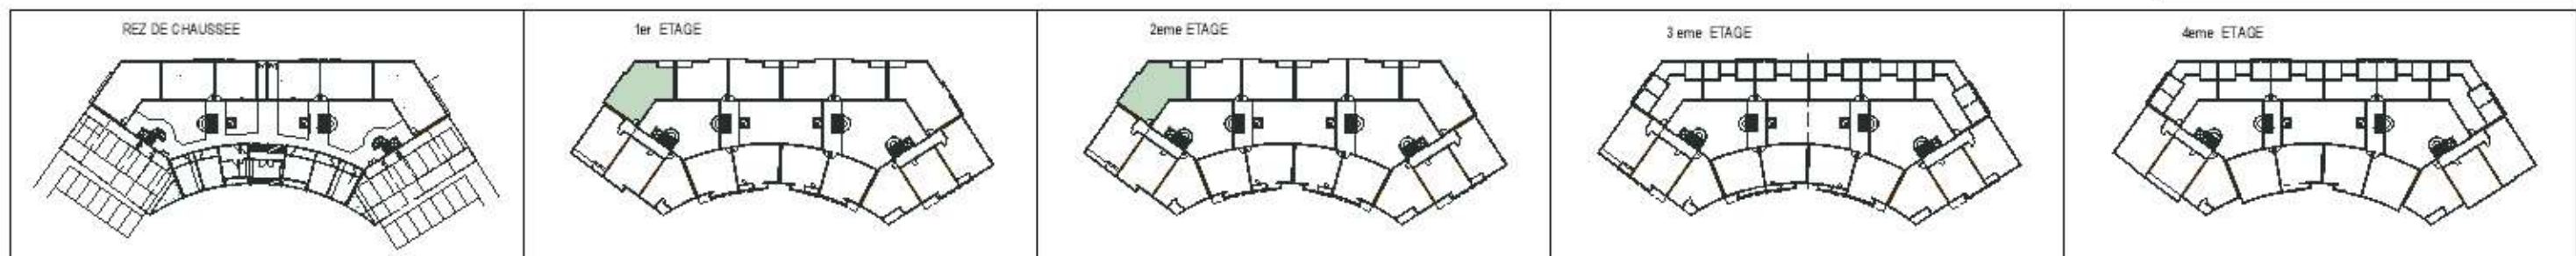 REZ DE CHAUSSEE
1er ETAGE
2eme ETAGE
3 eme ETAGE
4eme ETAGE